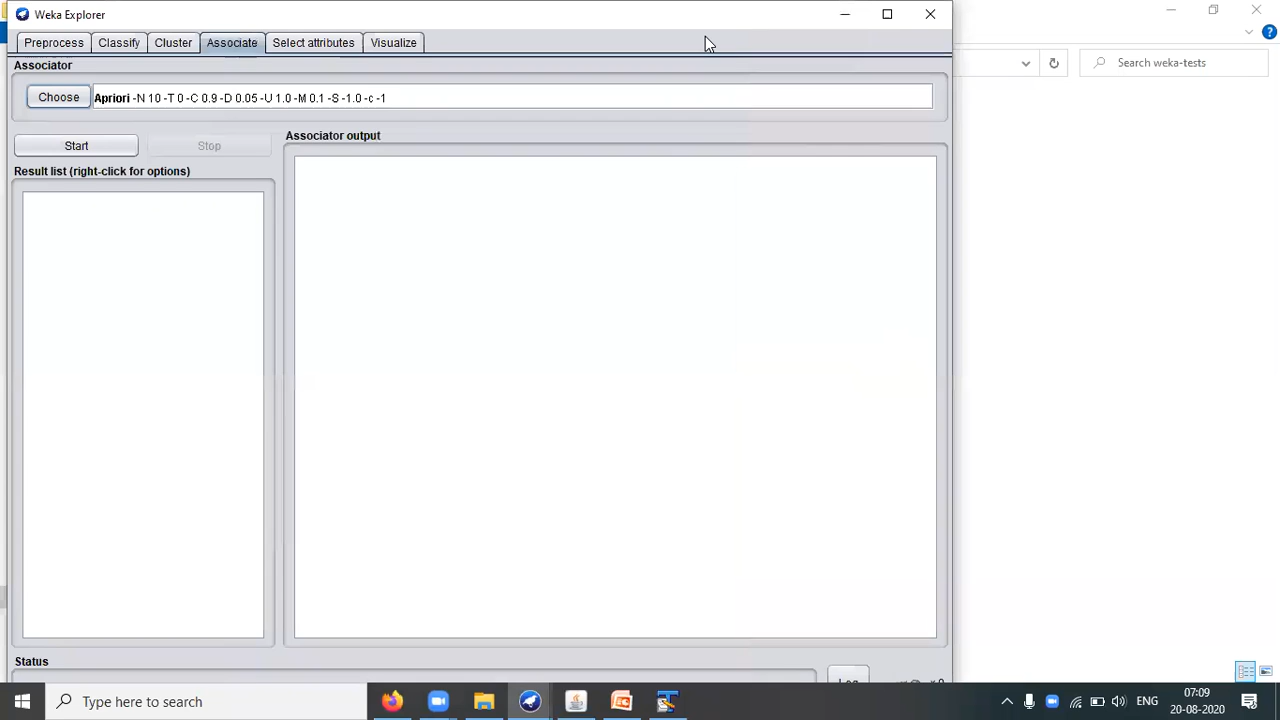 Weka Explorer
Preprocess Classify Cluster Associate Select attributes Visualize
Associator
Choose Apriori -N 10 -T 0 -C 0.9 -D 0.05 -U 1.0 -M 0.1 -S -1.0 -c -1
Search weka-tests
Start Stop
Associator output
Result list (right-click for options)
Status
Log
Type here to search
ENG
07:09
20-08-2020